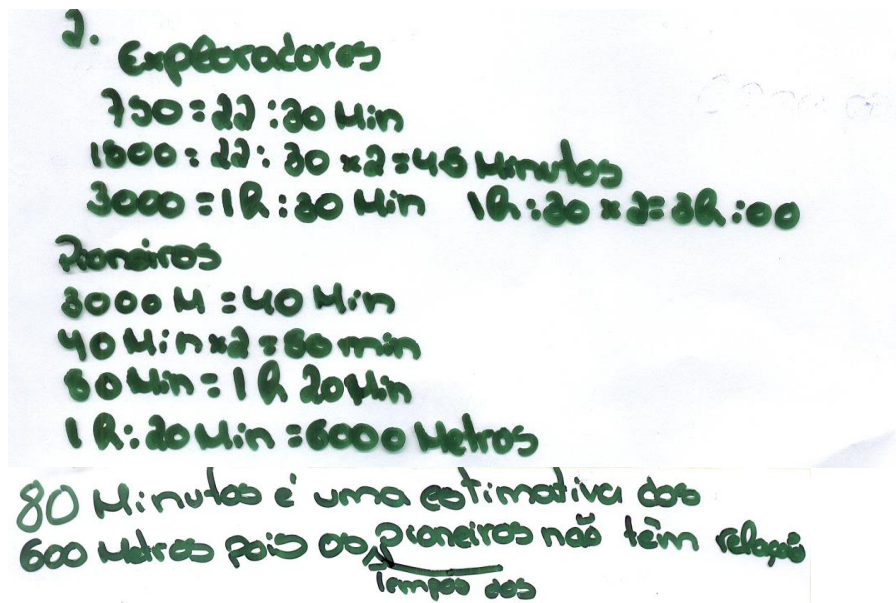 2.
Exploradores
750 = 22:30 Min
1500 = 22:30 x2 = 45 Minutos
3000 = 1h:30 Min 1h:30 x 2 = 3h:00
Pioneiros
3000 M = 40 Min
40 Min x2 = 80 min
80 Min = 1h 20 Min
1h:20 Min = 6000 Metros
80 Minutos é uma estimativa dos
600 Metros pois os pioneiros não têm relação
tempos dos